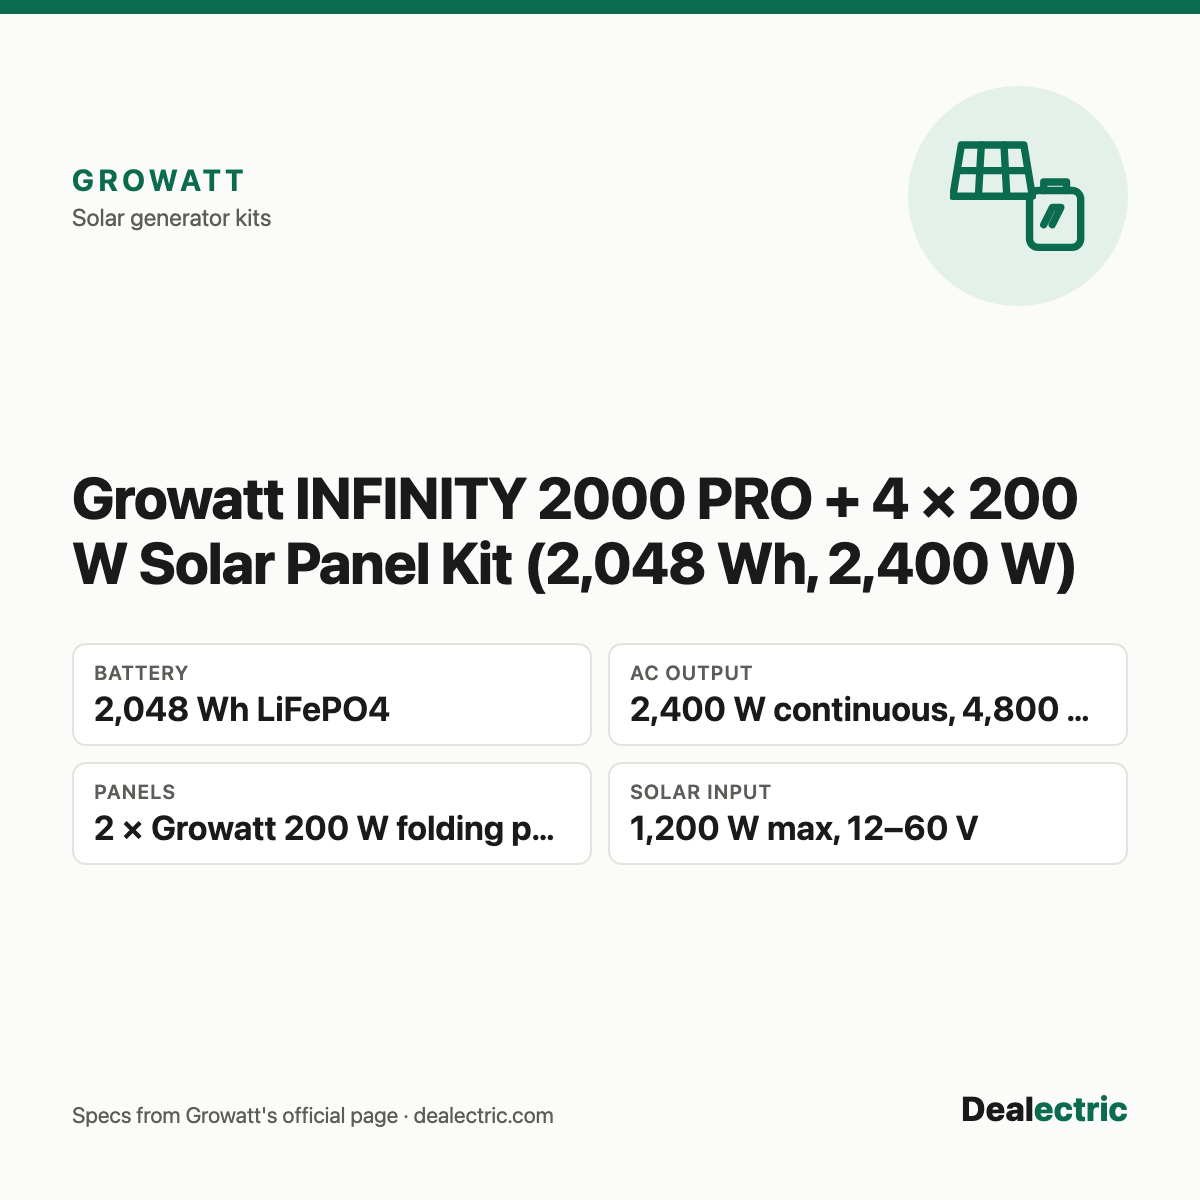 GROWATT
Solar generator kits
Growatt INFINITY 2000 PRO + 4 × 200
W Solar Panel Kit (2,048 Wh, 2,400 W)
BATTERY
2,048 Wh LiFePO4
AC OUTPUT
2,400 W continuous, 4,800 ...
PANELS
2 × Growatt 200 W folding p...
SOLAR INPUT
1,200 W max, 12–60 V
Specs from Growatt's official page · dealectric.com
Dealectric